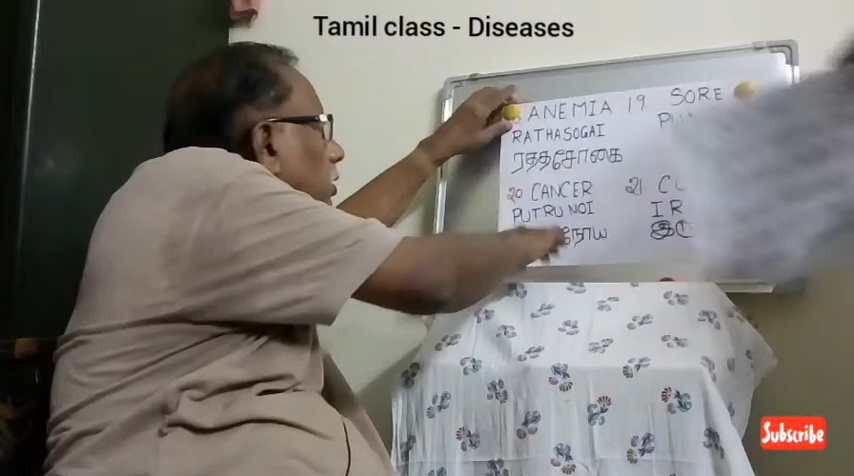 Tamil class - Diseases
ANEMIA 19. SORE
RATHASOGAI
ரத்தசோகை
20 CANCER 21
PUTRU NOI
Subscribe